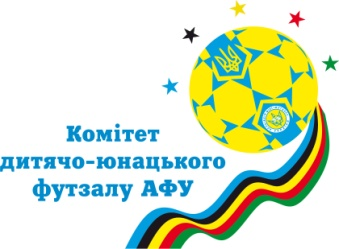 Комітет
дитячо-юнацького
футзалу АФУ